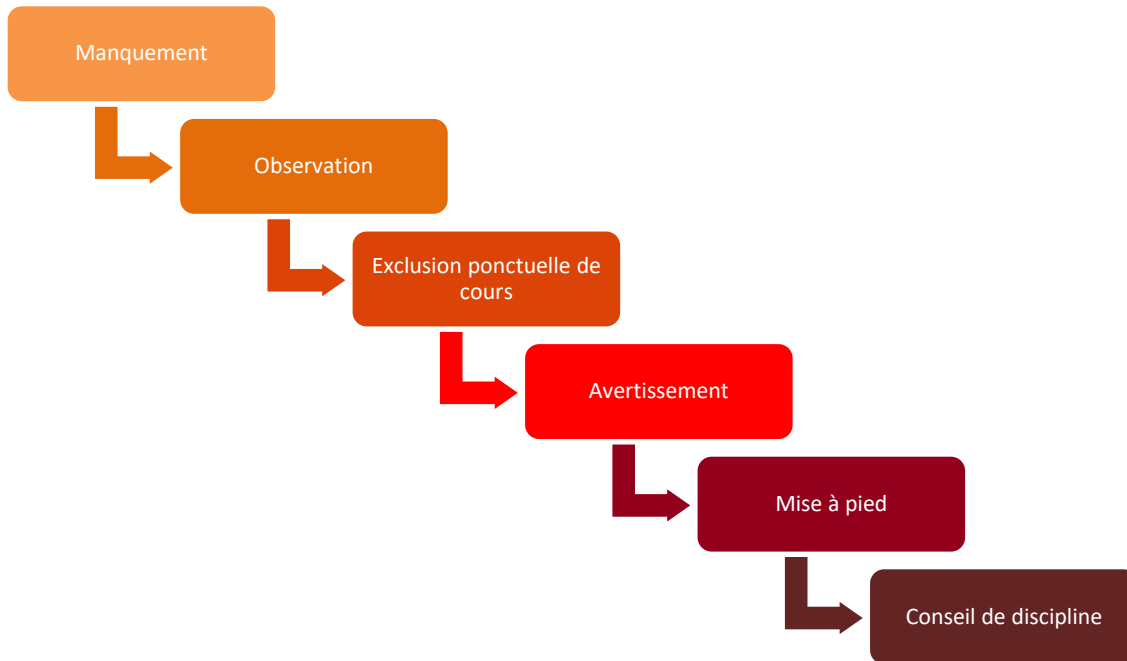 Manquement
Observation
Exclusion ponctuelle de
cours
Avertissement
Mise à pied
Conseil de discipline